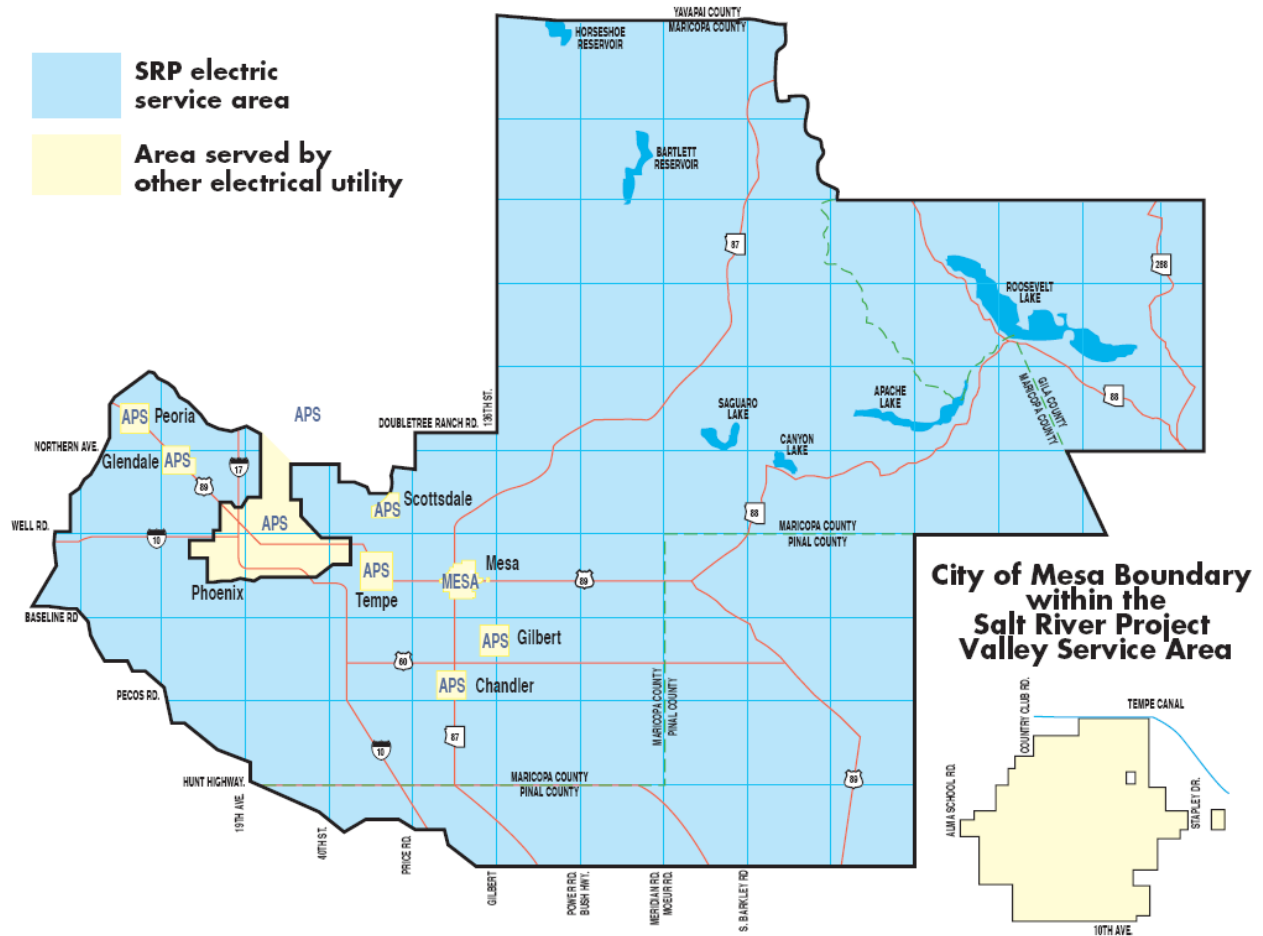 YAVAPAI COUNTY
MARICOPA COUNTY
HORSESHOE
RESERVOIR
SRP electric
service area
Area served by
other electrical utility
BARTLETT
RESERVOIR
87
288
ROOSEVELT
LAKE
88
GILA COUNTY
MARICOPA COUNTY
APACHE
LAKE
SAGUARO
LAKE
CANYON
LAKE
136TH ST.
DOUBLETREE RANCH RD.
APS
APS Peoria
NORTHERN AVE.
Glendale APS
17
89
Scottsdale
APS
88
APS
WELL RD.
10
MARICOPA COUNTY
PINAL COUNTY
Mesa
MESA
89
APS
Tempe
Phoenix
BASELINE RD
APS Gilbert
60
APS Chandler
MARICOPA COUNTY
PINAL COUNTY
PECOS RD.
87
10
89
HUNT HIGHWAY.
MARICOPA COUNTY
PINAL COUNTY
19TH AVE.
40TH ST.
PRICE RD.
GILBERT
POWER RD.
BUSH HWY.
MERIDIAN RD.
MOEUR RD.
S. BARKLEY RD
City of Mesa Boundary
within the
Salt River Project
Valley Service Area
COUNTRY CLUB RD.
TEMPE CANAL
ALMA SCHOOL RD.
STAPLEY DR.
10TH AVE.